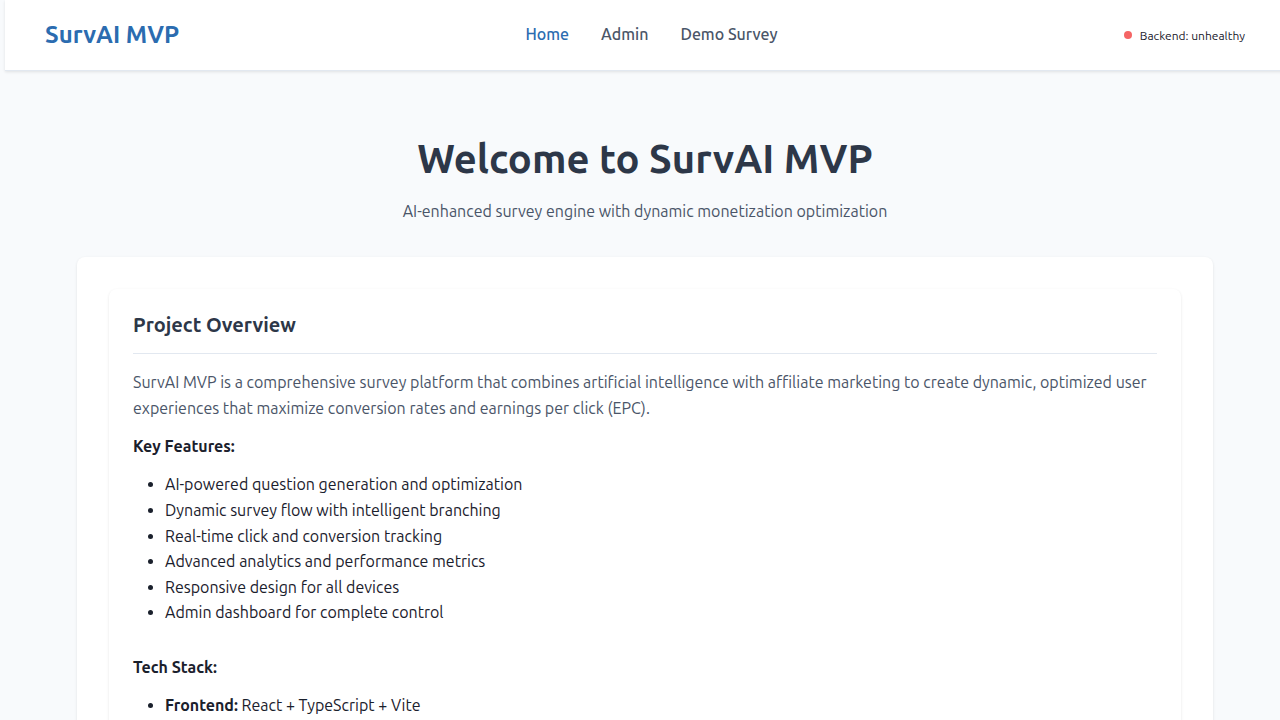 SurvAI MVP
Home
Admin
Demo Survey
Backend: unhealthy
Welcome to SurvAI MVP
AI-enhanced survey engine with dynamic monetization optimization
Project Overview
SurvAI MVP is a comprehensive survey platform that combines artificial intelligence with affiliate marketing to create dynamic, optimized user
experiences that maximize conversion rates and earnings per click (EPC).
Key Features:
• AI-powered question generation and optimization
• Dynamic survey flow with intelligent branching
• Real-time click and conversion tracking
• Advanced analytics and performance metrics
• Responsive design for all devices
• Admin dashboard for complete control
Tech Stack:
• Frontend: React + TypeScript + Vite